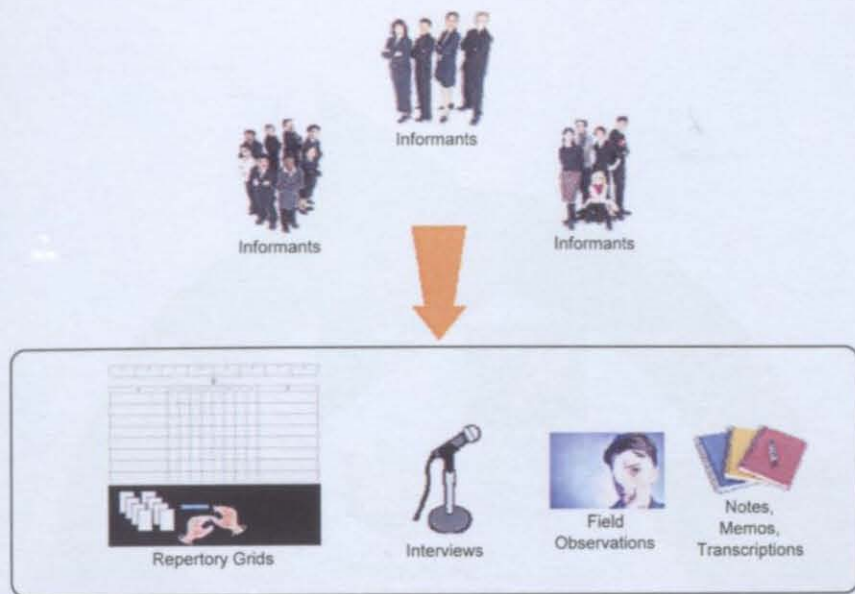 Informants
Informants
Informants
Repertory Grids
Interviews
Field
Observations
Notes,
Memos,
Transcriptions